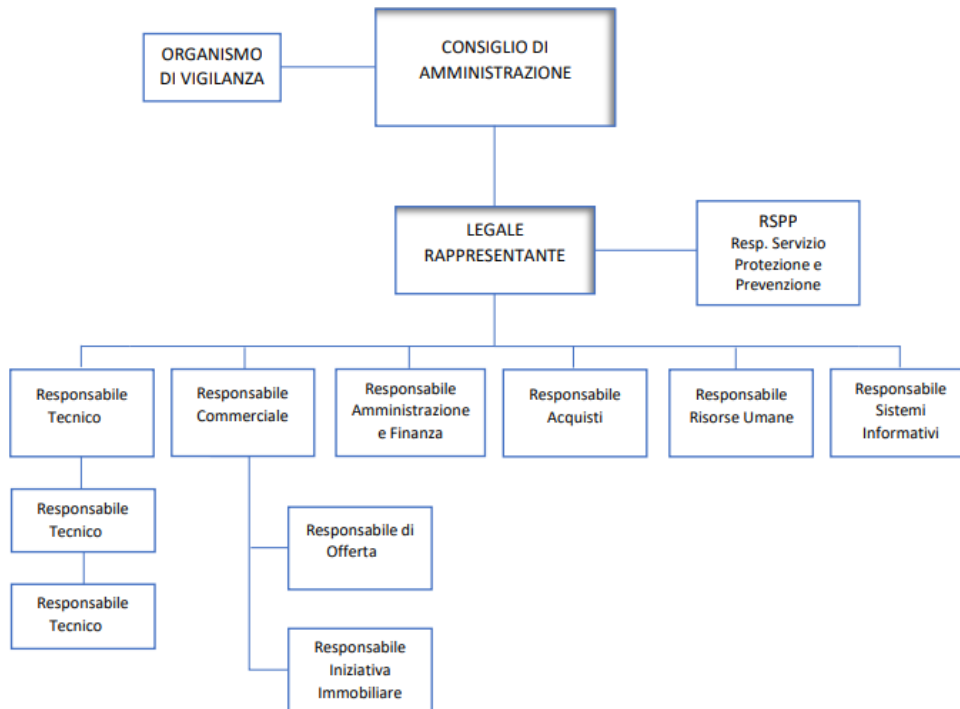 ORGANISMO
DI VIGILANZA
CONSIGLIO DI
AMMINISTRAZIONE
LEGALE
RAPPRESENTANTE
RSPP
Resp. Servizio
Protezione e
Prevenzione
Responsabile
Tecnico
Responsabile
Commerciale
Responsabile
Amministrazione
e Finanza
Responsabile
Acquisti
Responsabile
Risorse Umane
Responsabile
Sistemi
Informativi
Responsabile
Tecnico
Responsabile di
Offerta
Responsabile
Tecnico
Responsabile
Iniziativa
Immobiliare